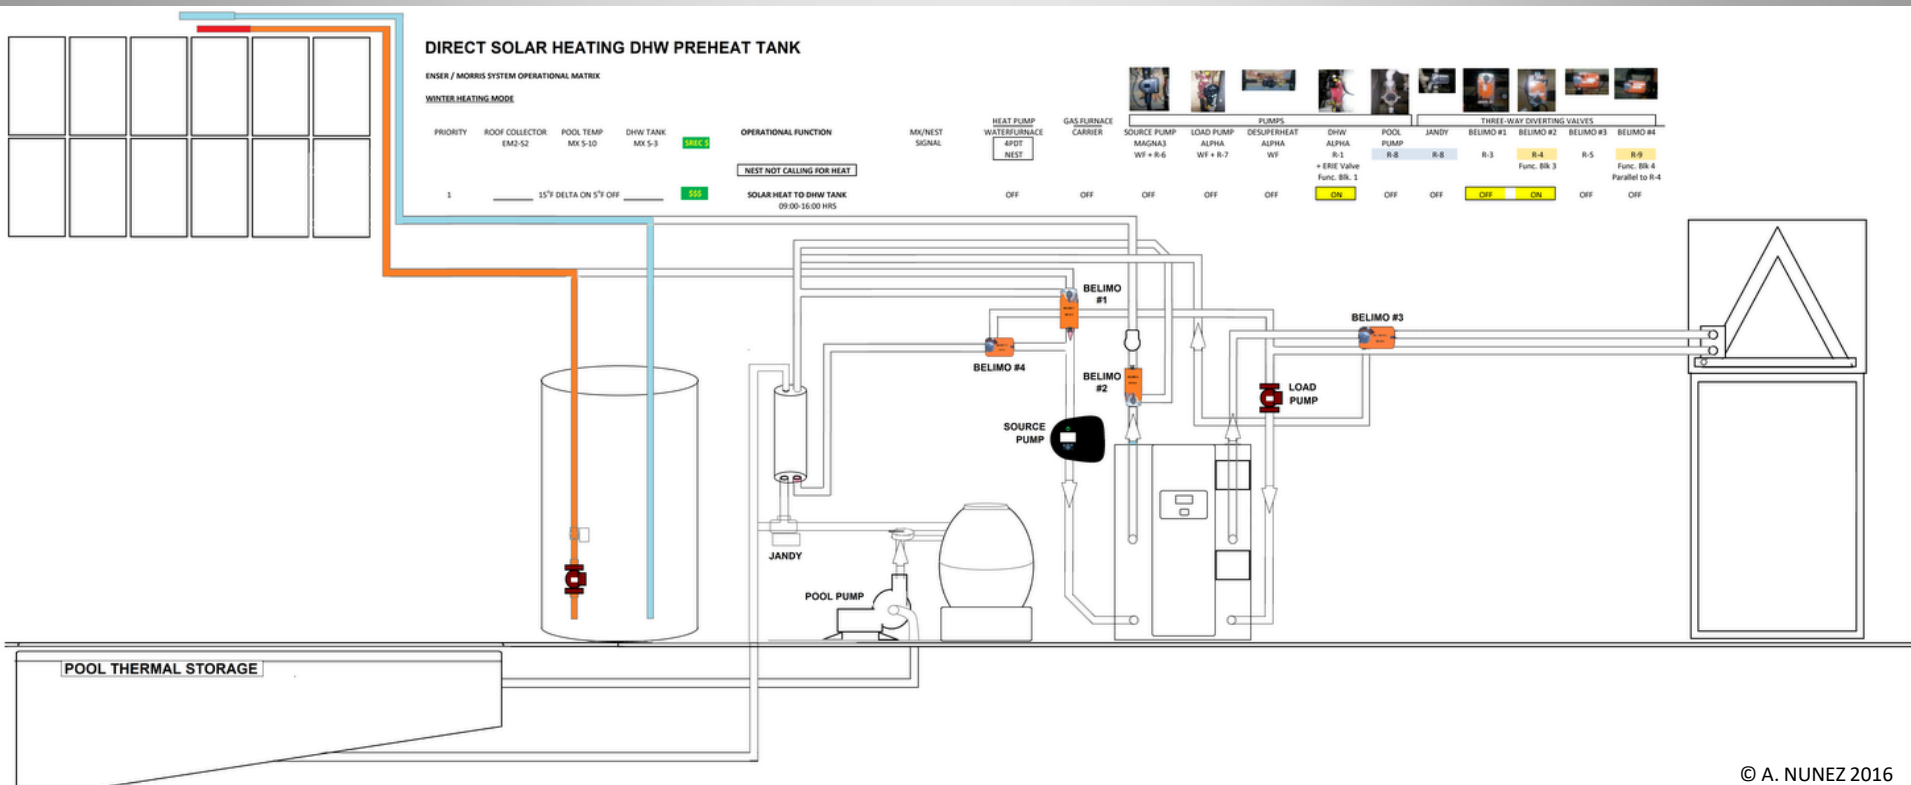 DIRECT SOLAR HEATING DHW PREHEAT TANK
ENSER / MORRIS SYSTEM OPERATIONAL MATRIX
WINTER HEATING MODE
HEAT PUMP GAS FURNACE PUMPS THREE-WAY DIVERTING VALVES
PRIORITY ROOF COLLECTOR POOL TEMP DHW TANK OPERATIONAL FUNCTION MX/NEST WATERFURNACE CARRIER SOURCE PUMP LOAD PUMP DESUPERHEAT DHW POOL JANDY BELIMO #1 BELIMO #2 BELIMO #3 BELIMO #4
EM2-S2 MX S-10 MX S-3 SREC $ SIGNAL 4PDT MAGNA3 ALPHA ALPHA ALPHA PUMP
NEST WF + R-6 WF + R-7 WF R-1 R-8 R-8 R-3 R-4 R-5 R-9
+ ERIE Valve Func. Blk 3 Func. Blk 4
NEST NOT CALLING FOR HEAT Func. Blk. 1 Parallel to R-4
1 15°F DELTA ON 5°F OFF $$$ SOLAR HEAT TO DHW TANK OFF OFF OFF OFF OFF ON OFF OFF OFF ON OFF OFF
09:00-16:00 HRS
BELIMO
#1
BELIMO #3
BELIMO #4
BELIMO
#2
LOAD
PUMP
SOURCE
PUMP
JANDY
POOL PUMP
POOL THERMAL STORAGE
© A. NUNEZ 2016